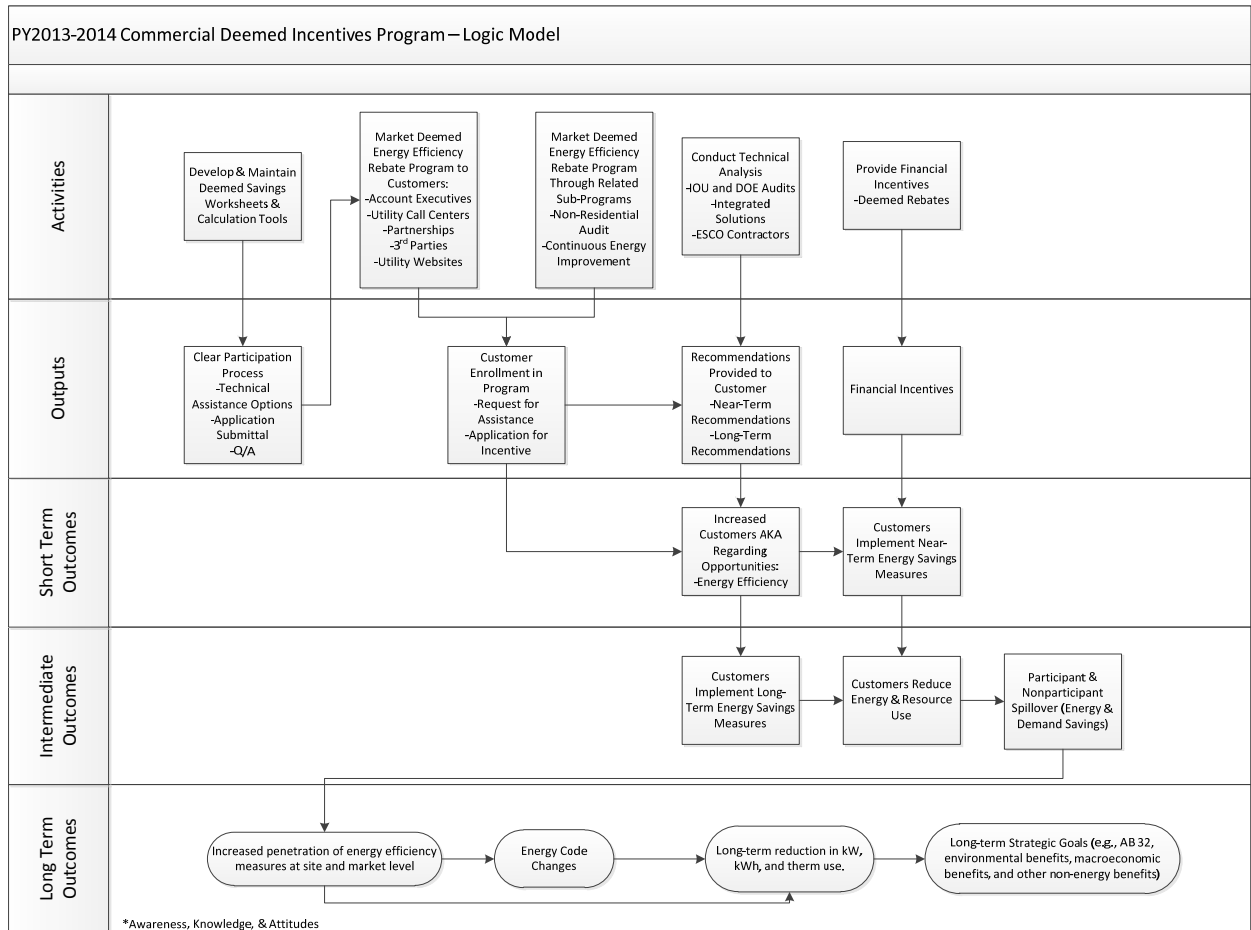 PY2013-2014 Commercial Deemed Incentives Program – Logic Model
Activities
Develop & Maintain
Deemed Savings
Worksheets &
Calculation Tools
Market Deemed
Energy Efficiency
Rebate Program to
Customers:
-Account Executives
-Utility Call Centers
-Partnerships
-3rd Parties
-Utility Websites
Market Deemed
Energy Efficiency
Rebate Program
Through Related
Sub-Programs
-Non-Residential
Audit
-Continuous Energy
Improvement
Conduct Technical
Analysis
-IOU and DOE Audits
-Integrated
Solutions
-ESCO Contractors
Provide Financial
Incentives
-Deemed Rebates
Outputs
Clear Participation
Process
-Technical
Assistance Options
-Application
Submittal
-Q/A
Customer
Enrollment in
Program
-Request for
Assistance
-Application for
Incentive
Recommendations
Provided to
Customer
-Near-Term
Recommendations
-Long-Term
Recommendations
Financial Incentives
Short Term
Outcomes
Increased
Customers AKA
Regarding
Opportunities:
-Energy Efficiency
Customers
Implement Near-
Term Energy Savings
Measures
Intermediate
Outcomes
Customers
Implement Long-
Term Energy Savings
Measures
Customers Reduce
Energy & Resource
Use
Participant &
Nonparticipant
Spillover (Energy &
Demand Savings)
Long Term
Outcomes
Increased penetration of energy efficiency
measures at site and market level
Energy Code
Changes
Long-term reduction in kW,
kWh, and therm use.
Long-term Strategic Goals (e.g., AB 32,
environmental benefits, macroeconomic
benefits, and other non-energy benefits)
*Awareness, Knowledge, & Attitudes